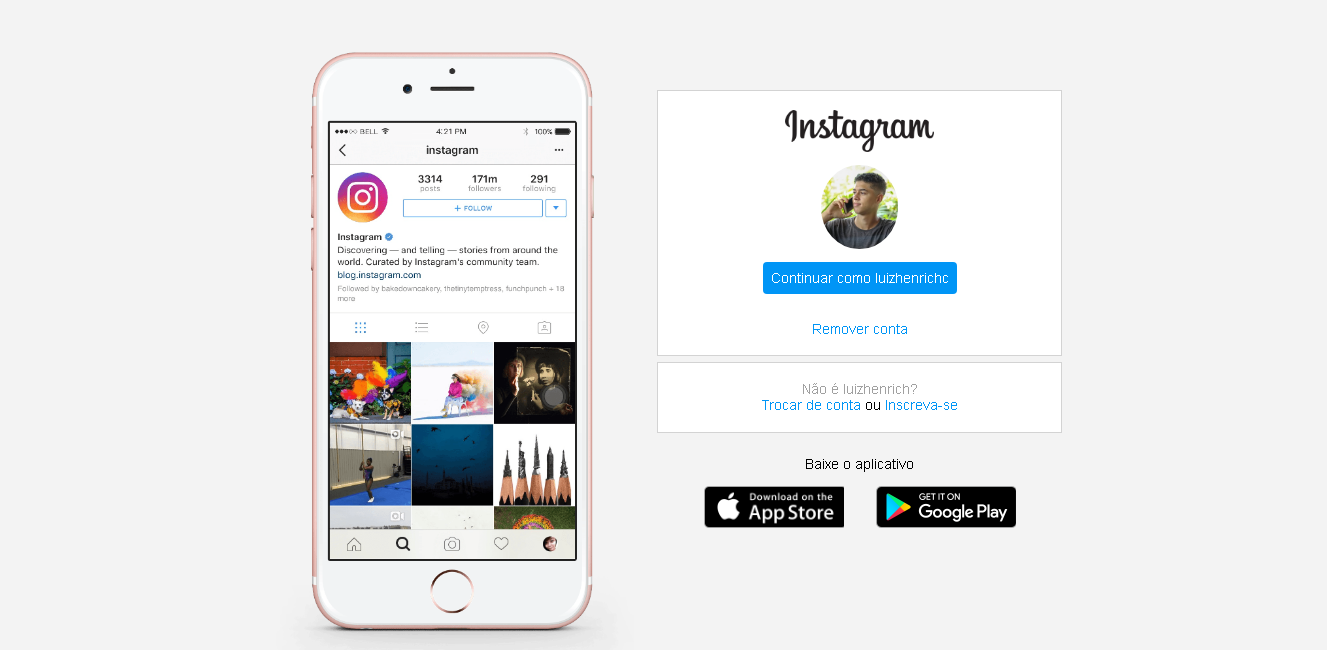 BELL
4:21 PM
100%
instagram
3314
171m
291
posts
followers
following
+ FOLLOW
Instagram
Discovering — and telling — stories from around the
world. Curated by Instagram's community team.
blog.instagram.com
Followed by bakedowncakery, thetinytemptress, funchpunch + 18
more
Instagram
Continuar como luizhenrichc
Remover conta
Não é luizhenrich?
Trocar de conta ou Inscreva-se
Baixe o aplicativo
Download on the
App Store
GET IT ON
Google Play